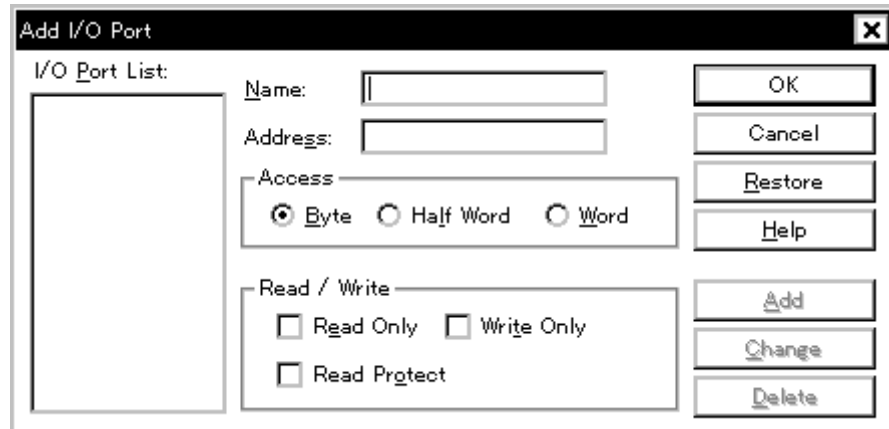 Add I/O Port
I/O Port List:
Name:
Address:
Access
Byte Half Word Word
Read / Write
Read Only Write Only
Read Protect
OK
Cancel
Restore
Help
Add
Change
Delete